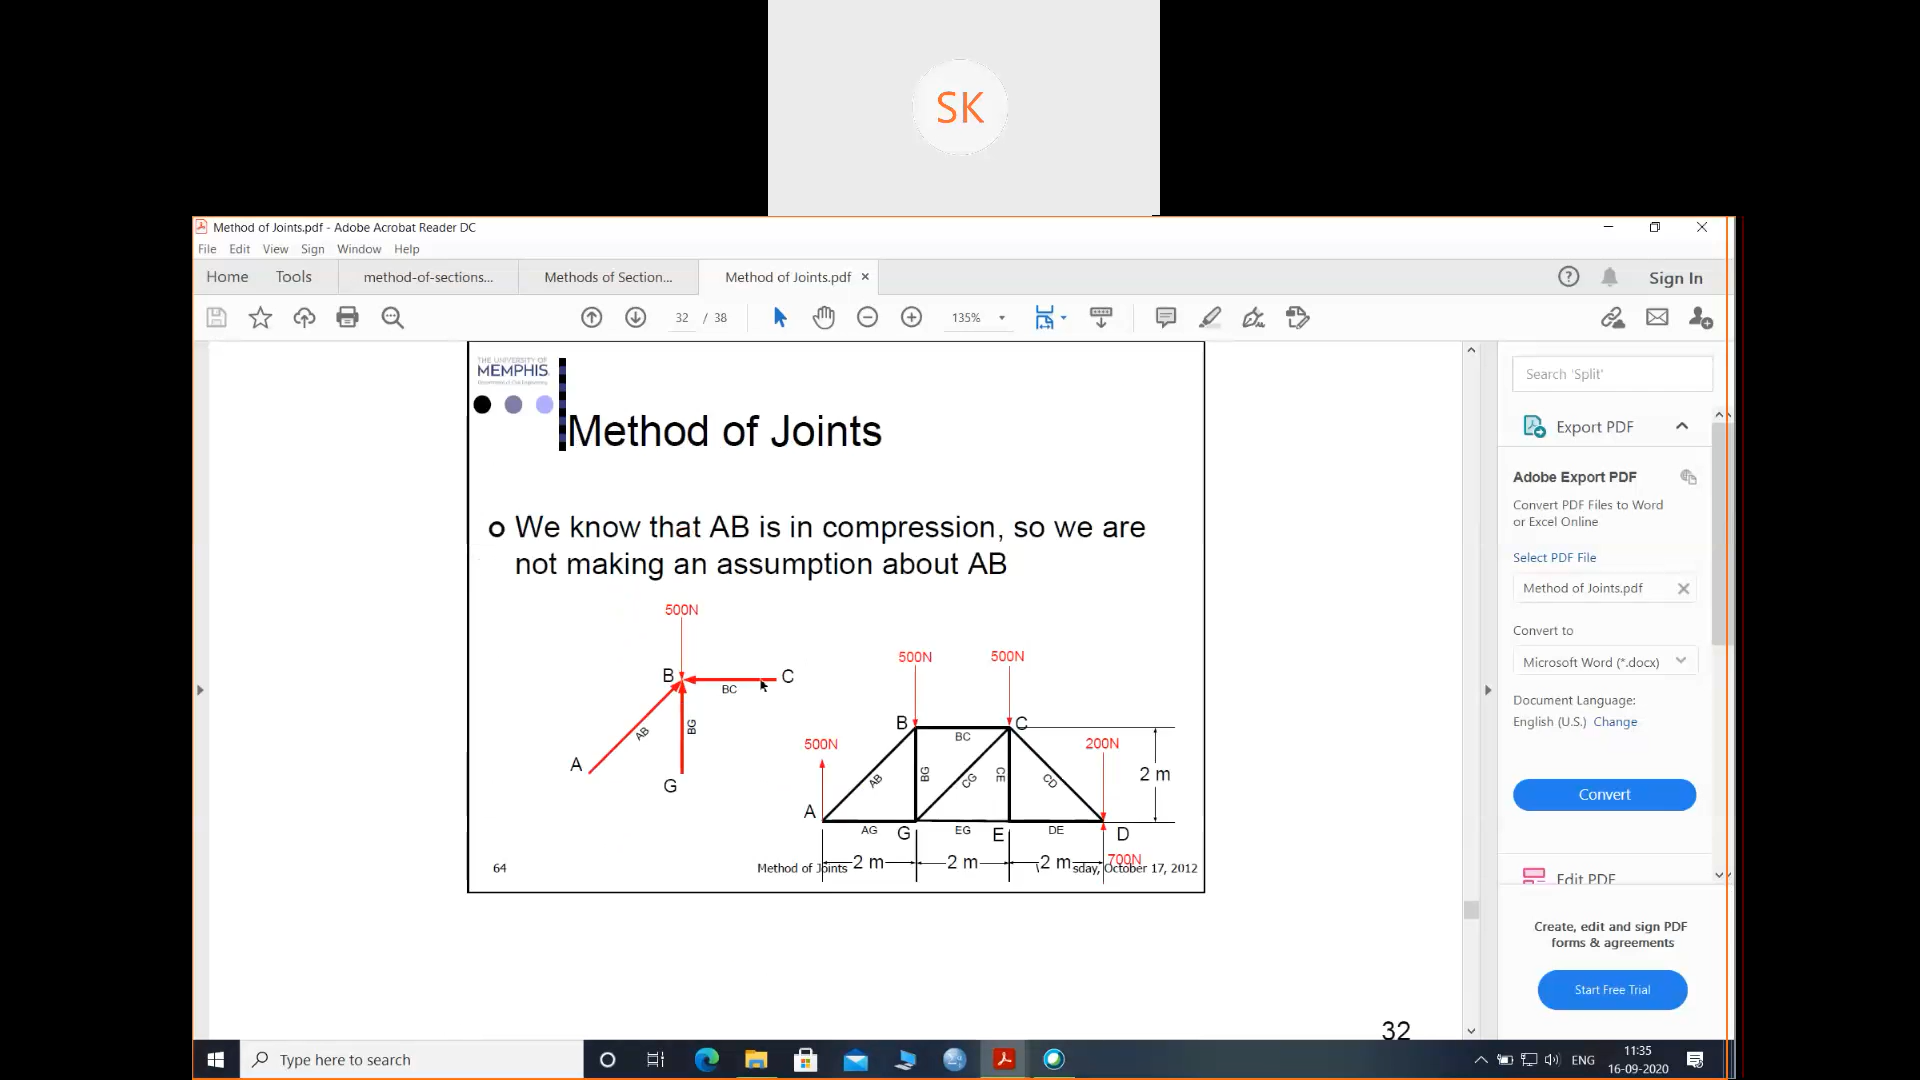 SK
Method of Joints.pdf - Adobe Acrobat Reader DC
File Edit View Sign Window Help
Home Tools method-of-sections... Methods of Section... Method of Joints.pdf ×
Sign In
32 / 38 135%
THE UNIVERSITY OF
MEMPHIS.
Method of Joints
We know that AB is in compression, so we are
not making an assumption about AB
500N
B C
BC
AB
BG
A
G
500N 500N
B C
BC
500N
200N
AB BG CG CE CD
2 m
A
AG G EG E DE D
2 m 2 m 2 m
700N
64 Method of Joints sday, October 17, 2012
32
Search 'Split'
Export PDF
Adobe Export PDF
Convert PDF Files to Word
or Excel Online
Select PDF File
Method of Joints.pdf
Convert to
Microsoft Word (*.docx)
Document Language:
English (U.S.) Change
Convert
Edit PDF
Create, edit and sign PDF
forms & agreements
Start Free Trial
Type here to search
ENG
11:35
16-09-2020